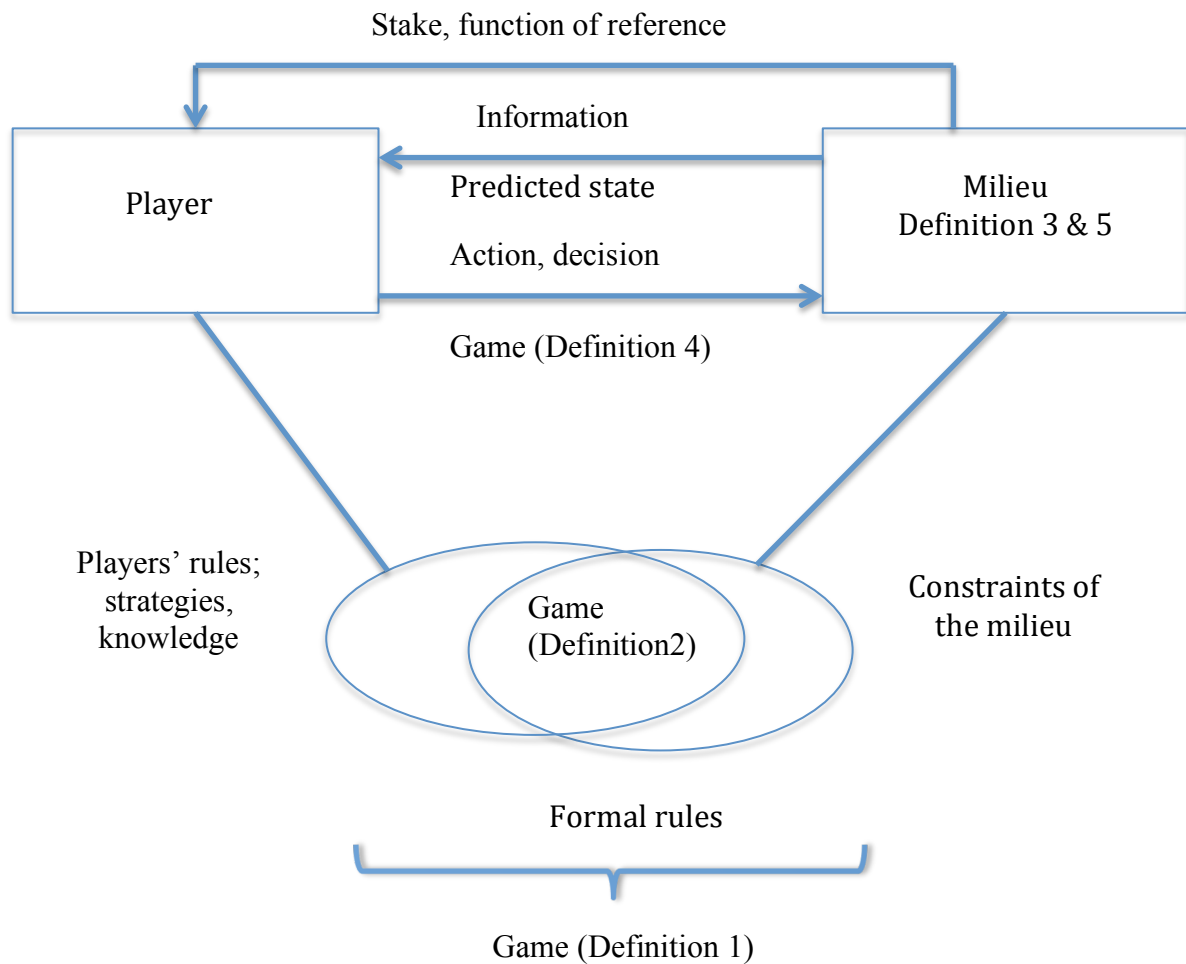 Stake, function of reference
Information
Player
Predicted state
Milieu
Definition 3 & 5
Action, decision
Game (Definition 4)
Players’ rules;
strategies,
knowledge
Game
(Definition2)
Constraints of
the milieu
Formal rules
Game (Definition 1)